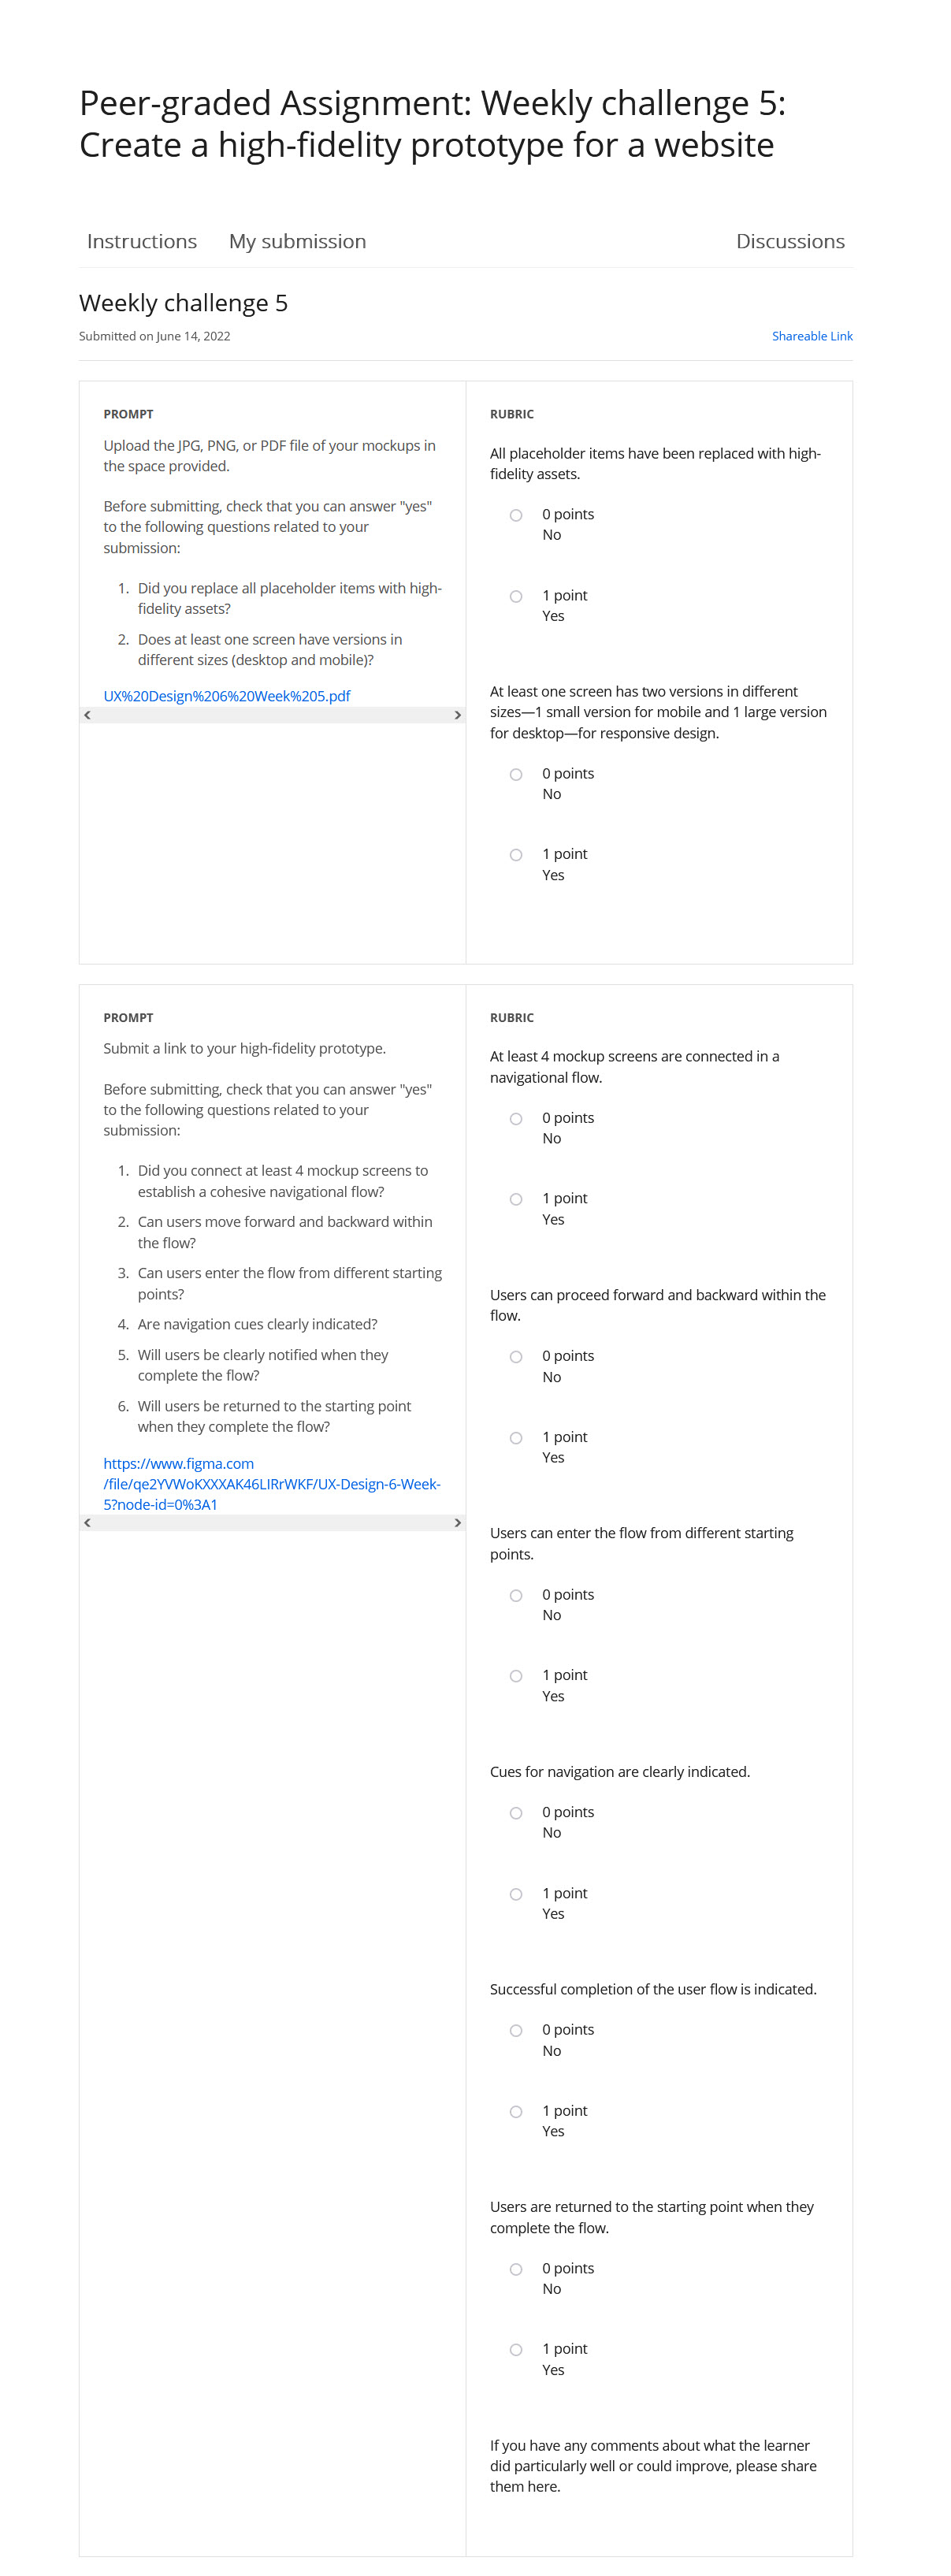 Peer-graded Assignment: Weekly challenge 5:
Create a high-fidelity prototype for a website
Instructions
My submission
Discussions
Weekly challenge 5
Submitted on June 14, 2022
Shareable Link
PROMPT
Upload the JPG, PNG, or PDF file of your mockups in
the space provided.
Before submitting, check that you can answer "yes"
to the following questions related to your
submission:
1. Did you replace all placeholder items with high-
fidelity assets?
2. Does at least one screen have versions in
different sizes (desktop and mobile)?
UX%20Design%206%20Week%205.pdf
RUBRIC
All placeholder items have been replaced with high-
fidelity assets.
0 points
No
1 point
Yes
At least one screen has two versions in different
sizes—1 small version for mobile and 1 large version
for desktop—for responsive design.
0 points
No
1 point
Yes
PROMPT
Submit a link to your high-fidelity prototype.
Before submitting, check that you can answer "yes"
to the following questions related to your
submission:
1. Did you connect at least 4 mockup screens to
establish a cohesive navigational flow?
2. Can users move forward and backward within
the flow?
3. Can users enter the flow from different starting
points?
4. Are navigation cues clearly indicated?
5. Will users be clearly notified when they
complete the flow?
6. Will users be returned to the starting point
when they complete the flow?
https://www.figma.com
/file/qe2YVWoKXXXAK46LIRrWKF/UX-Design-6-Week-
5?node-id=0%3A1
RUBRIC
At least 4 mockup screens are connected in a
navigational flow.
0 points
No
1 point
Yes
Users can proceed forward and backward within the
flow.
0 points
No
1 point
Yes
Users can enter the flow from different starting
points.
0 points
No
1 point
Yes
Cues for navigation are clearly indicated.
0 points
No
1 point
Yes
Successful completion of the user flow is indicated.
0 points
No
1 point
Yes
Users are returned to the starting point when they
complete the flow.
0 points
No
1 point
Yes
If you have any comments about what the learner
did particularly well or could improve, please share
them here.